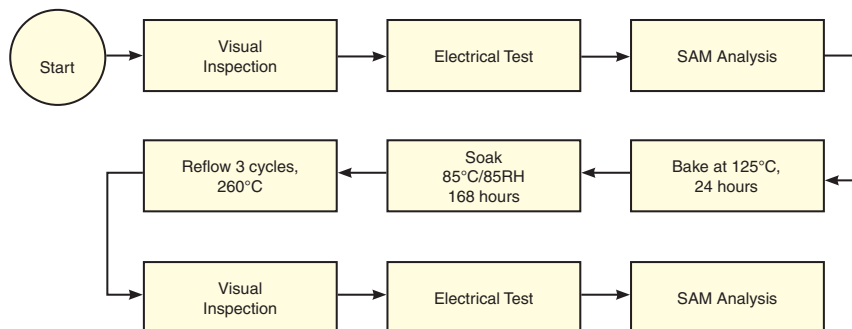 Start
Visual
Inspection
Electrical Test
SAM Analysis
Bake at 125°C,
24 hours
Soak
85°C/85RH
168 hours
Reflow 3 cycles,
260°C
Visual
Inspection
Electrical Test
SAM Analysis